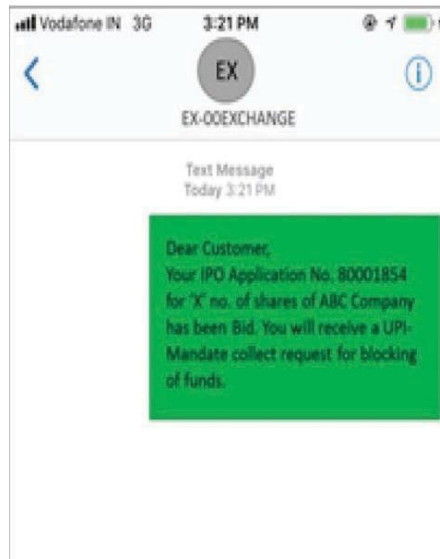 Vodafone IN 3G 3:21 PM
EX
EX-00EXCHANGE
Text Message
Today 3:21 PM
Dear Customer,
Your IPO Application No. 80001854
for 'X' no. of shares of ABC Company
has been Bid. You will receive a UPI-
Mandate collect request for blocking
of funds.